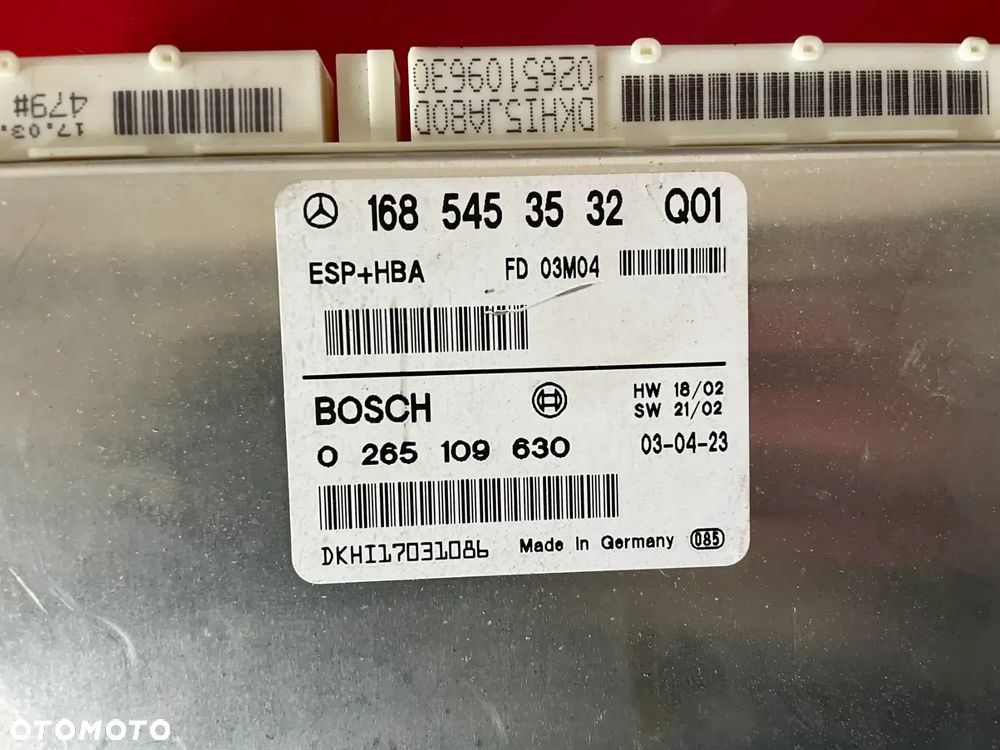 0265109630
DKHI5JA80D
479#
17.03.
168 545 35 32 Q01
ESP+HBA FD 03M04
BOSCH HW 18/02
SW 21/02
0 265 109 630 03-04-23
DKHI17031086 Made in Germany 085
OTOMOTO